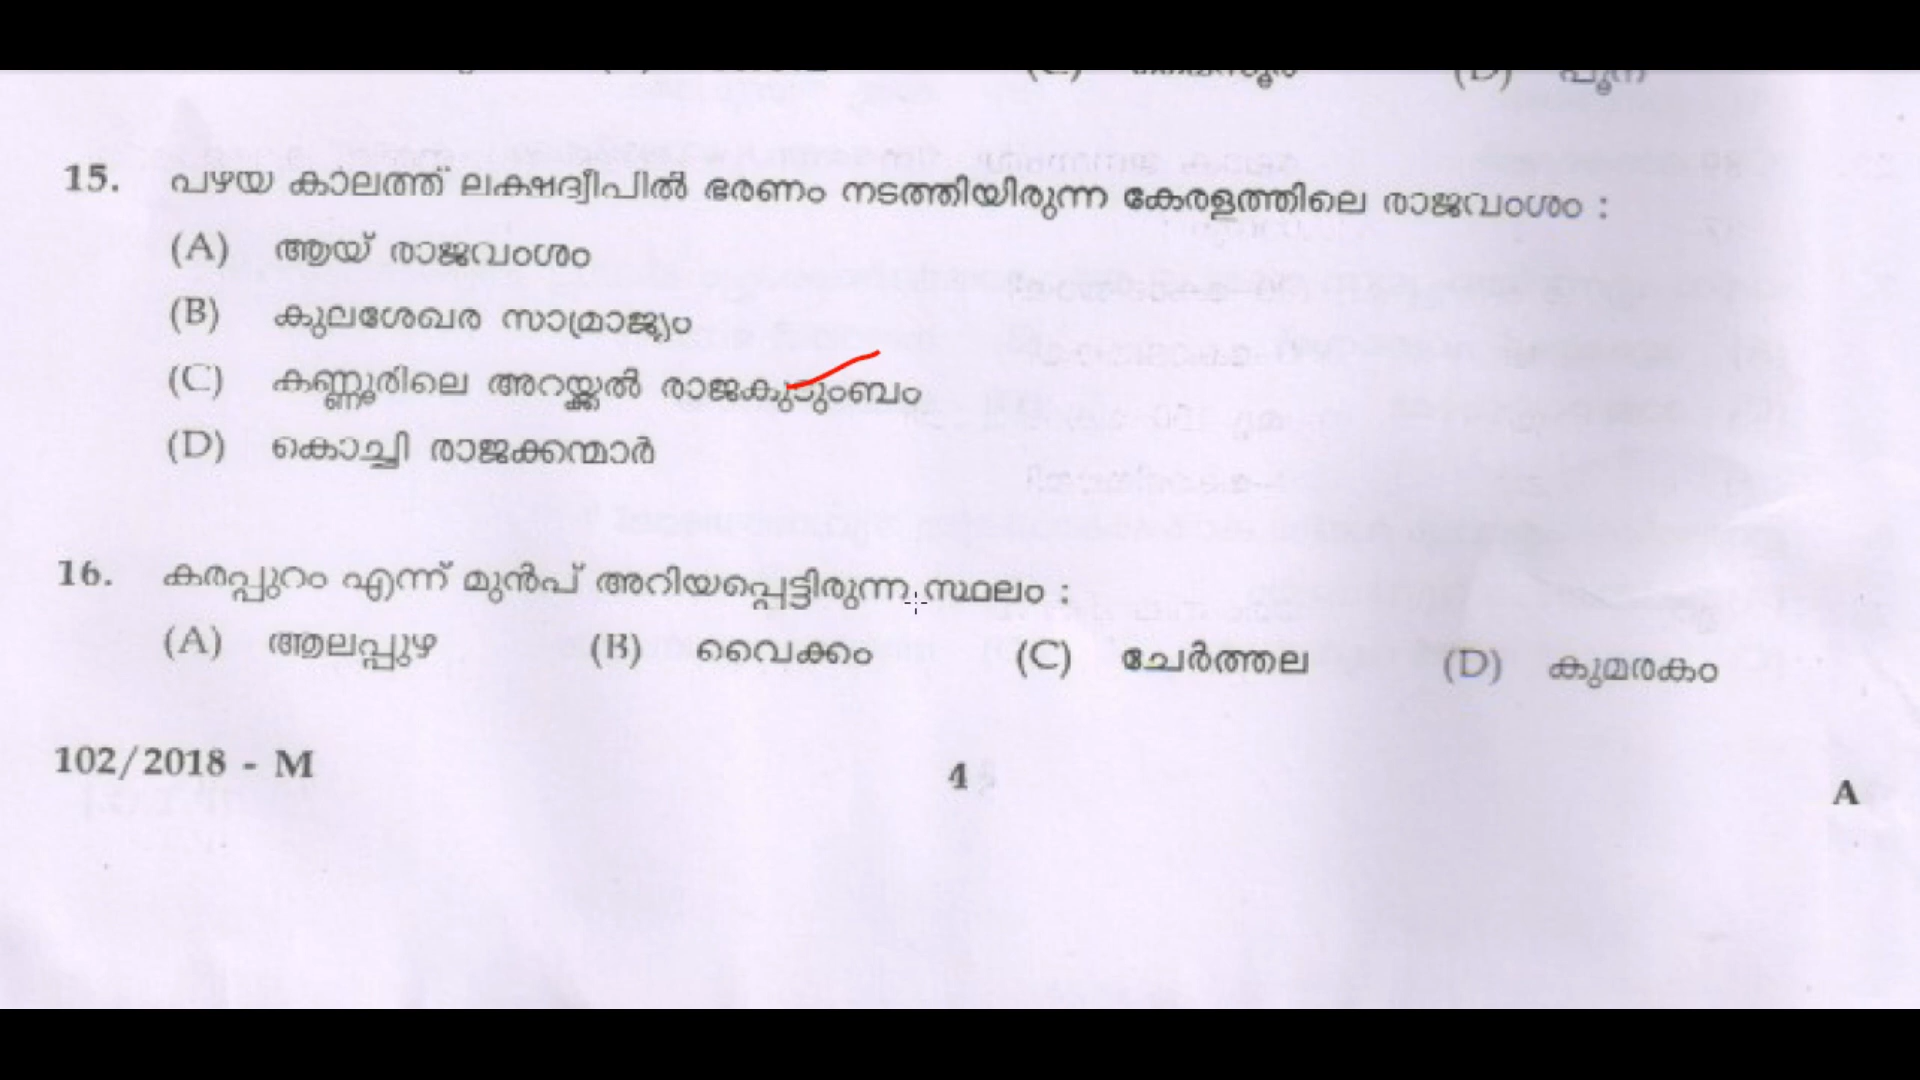 15. പഴയ കാലത്ത് ലക്ഷദ്വീപിൽ ഭരണം നടത്തിയിരുന്ന കേരളത്തിലെ രാജവംശം :
(A) ആയ് രാജവംശം
(B) കുലശേഖര സാമ്രാജ്യം
(C) കണ്ണൂരിലെ അറയ്ക്കൽ രാജകുടുംബം
(D) കൊച്ചി രാജക്കന്മാർ
16. കരപ്പുറം എന്ന് മുൻപ് അറിയപ്പെട്ടിരുന്ന സ്ഥലം :
(A) ആലപ്പുഴ (B) വൈക്കം (C) ചേർത്തല (D) കുമരകം
102/2018 - M 4 A